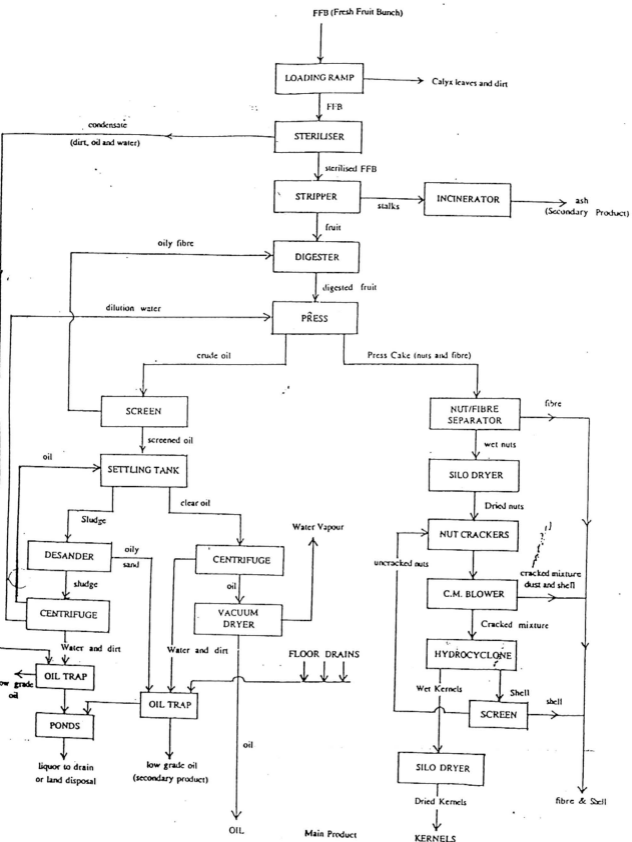 FFB (Fresh Fruit Bunch)
LOADING RAMP
Calyx leaves and dirt
FFB
condensate
(dirt, oil and water)
STERILISER
sterilised FFB
STRIPPER
stalks
INCINERATOR
ash
(Secondary Product)
fruit
oily fibre
DIGESTER
digested fruit
dilution water
PRESS
crude oil
Press Cake (nuts and fibre)
SCREEN
NUT/FIBRE
SEPARATOR
fibre
screened oil
wet nuts
oil
SETTLING TANK
SILO DRYER
clear oil
Dried nuts
Sludge
Water Vapour
NUT CRACKERS
DESANDER
oily
sand
CENTRIFUGE
uncracked nuts
cracked mixture
dust and shell
sludge
oil
C.M. BLOWER
CENTRIFUGE
VACUUM
DRYER
Cracked mixture
Water and dirt
Water and dirt
FLOOR DRAINS
HYDROCYCLONE
OIL TRAP
grade
oil
Wet Kernels
Shell
shell
OIL TRAP
SCREEN
PONDS
oil
liquor to drain
or land disposal
low grade oil
(secondary product)
SILO DRYER
Dried Kernels
fibre & Shell
OIL
Main Product
KERNELS